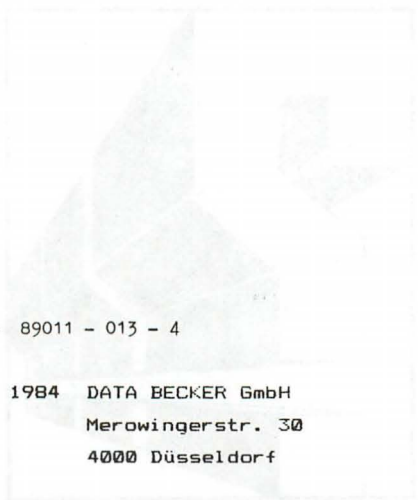 89011 - 013 - 4
1984 DATA BECKER GmbH
Merowingerstr. 30
4000 Düsseldorf